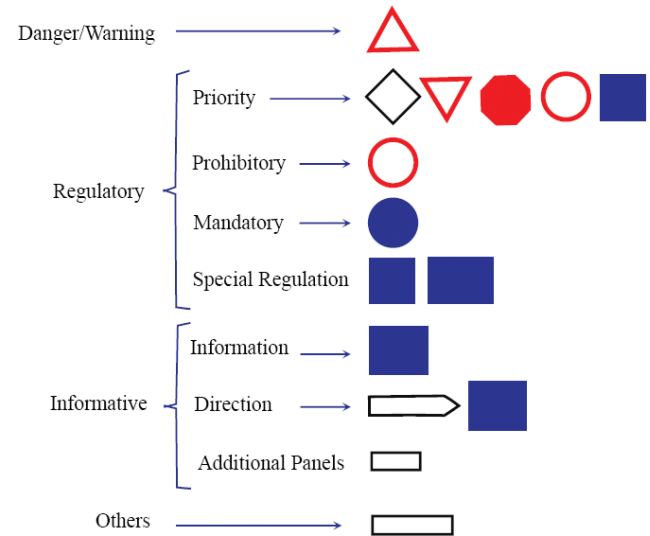 Danger/Warning
Priority
Prohibitory
Regulatory
Mandatory
Special Regulation
Information
Informative
Direction
Additional Panels
Others